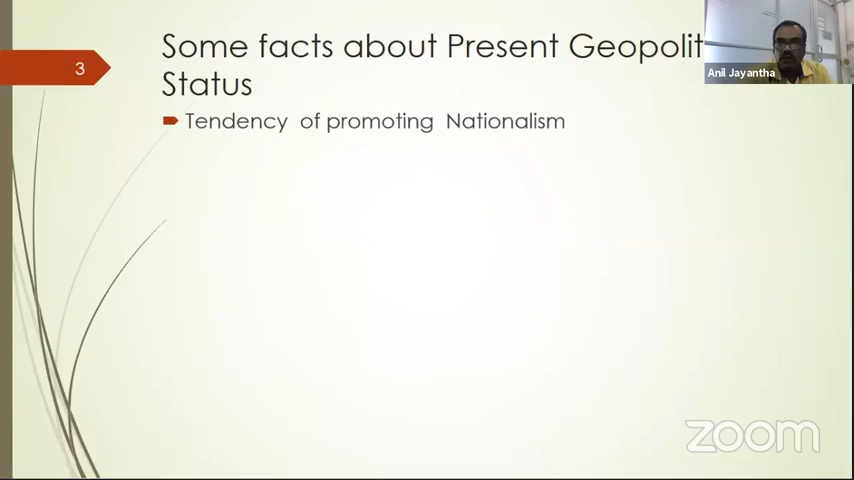 3
Some facts about Present Geopolit
Status
Tendency of promoting Nationalism
Anil Jayantha
zoom